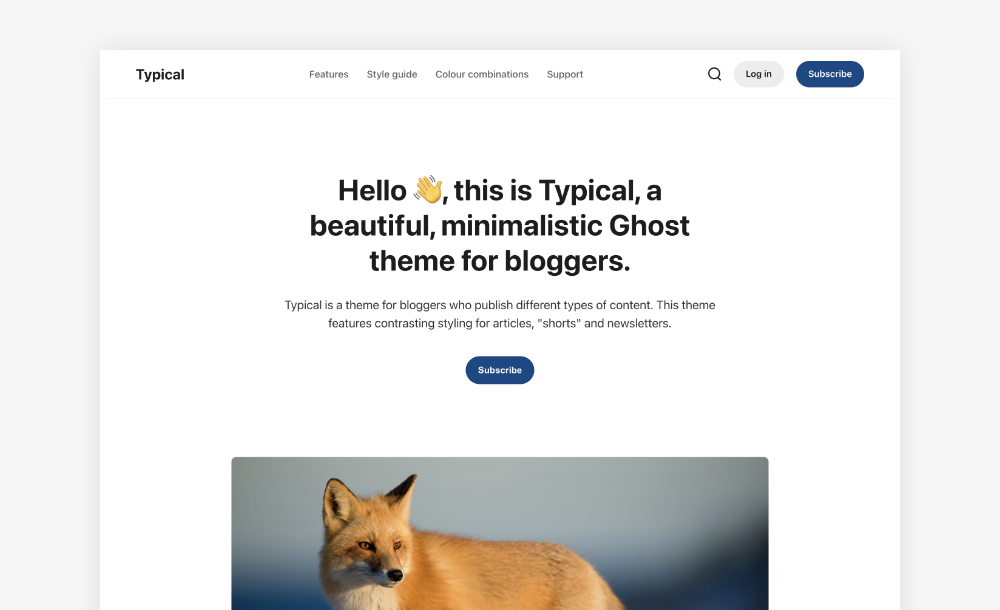 Typical
Features
Style guide
Colour combinations
Support
Log in
Subscribe
Hello 👋, this is Typical, a
beautiful, minimalistic Ghost
theme for bloggers.
Typical is a theme for bloggers who publish different types of content. This theme
features contrasting styling for articles, "shorts" and newsletters.
Subscribe